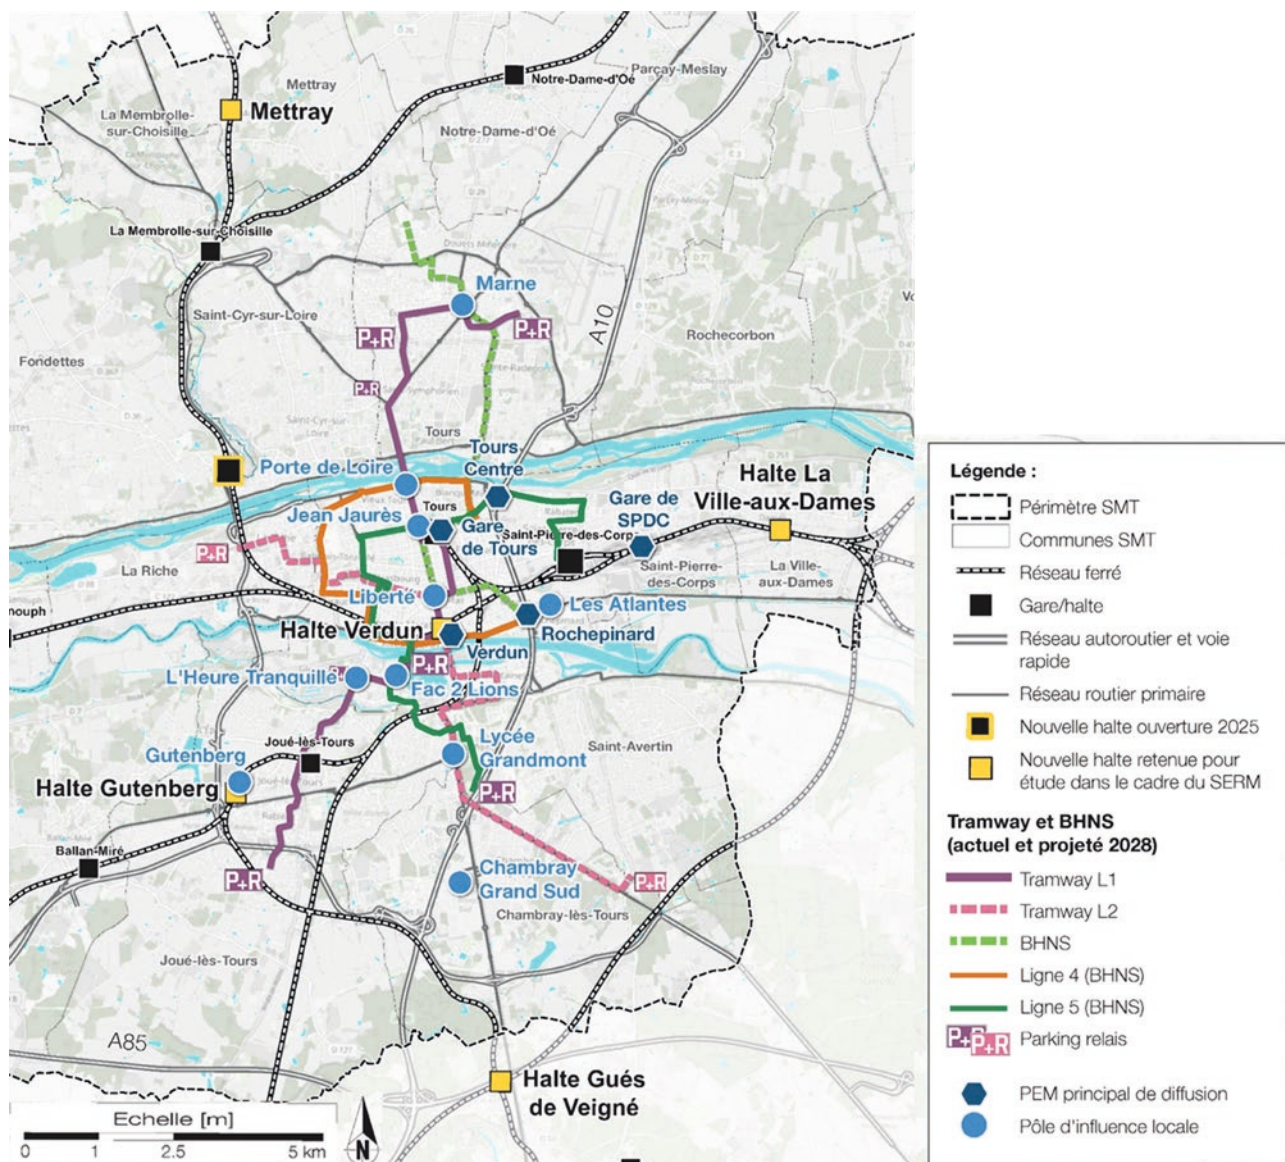 Mettray
Mettray
Notre-Dame-d'Oé
Parçay-Meslay
La Membrolle-
sur-Choisille
Notre-Dame-d'Oé
La Membrolle-sur-Choisille
Marne
Saint-Cyr-sur-Loire
P+R
P+R
A10
Rochecorbon
Fondettes
P+R
Saint-Cyr-sur-
Loire
Tours
Porte de Loire
Tours
Centre
Halte La
Ville-aux-Dames
Jean Jaurès
Tours
Gare
de Tours
Gare de
SPDC
Saint-Pierre-des-Corps
P+R
La Riche
Saint-Pierre-
des-Corps
La Ville-
aux-Dames
nouph
Liberté
Les Atlantes
Halte Verdun
Rochepinard
Verdun
P+R
L'Heure Tranquille
Fac 2 Lions
Gutenberg
Joué-lès-Tours
Lycée
Grandmont
Saint-Avertin
Halte Gutenberg
P+R
Ballan-Miré
P+R
Chambray
Grand Sud
P+R
Chambray-lès-Tours
Joué-lès-Tours
A85
Halte Gués
de Veigné
Echelle [m]
0 1 2.5 5 km
N
Légende :
Périmètre SMT
Communes SMT
Réseau ferré
Gare/halte
Réseau autoroutier et voie
rapide
Réseau routier primaire
Nouvelle halte ouverture 2025
Nouvelle halte retenue pour
étude dans le cadre du SERM
Tramway et BHNS
(actuel et projeté 2028)
Tramway L1
Tramway L2
BHNS
Ligne 4 (BHNS)
Ligne 5 (BHNS)
P+R P+R Parking relais
PEM principal de diffusion
Pôle d'influence locale